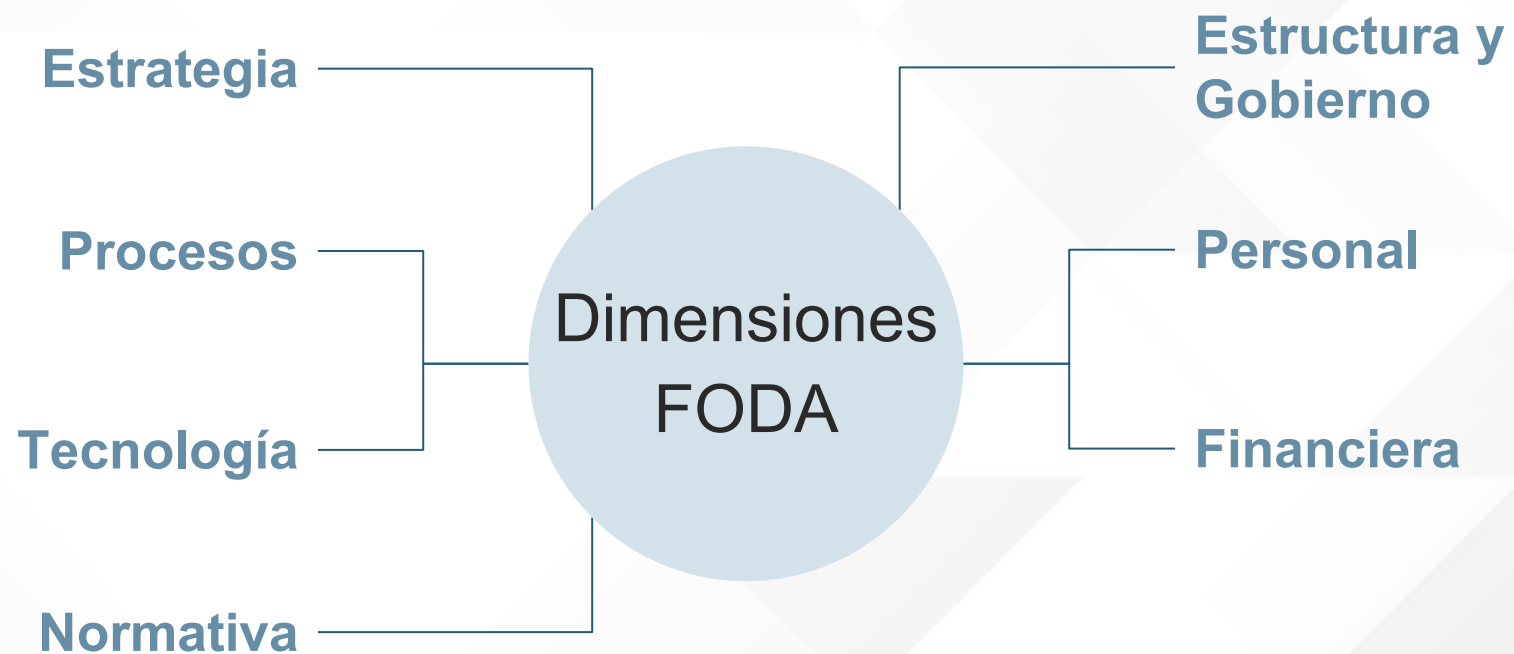 Estrategia
Procesos
Tecnología
Normativa
Dimensiones
FODA
Estructura y
Gobierno
Personal
Financiera